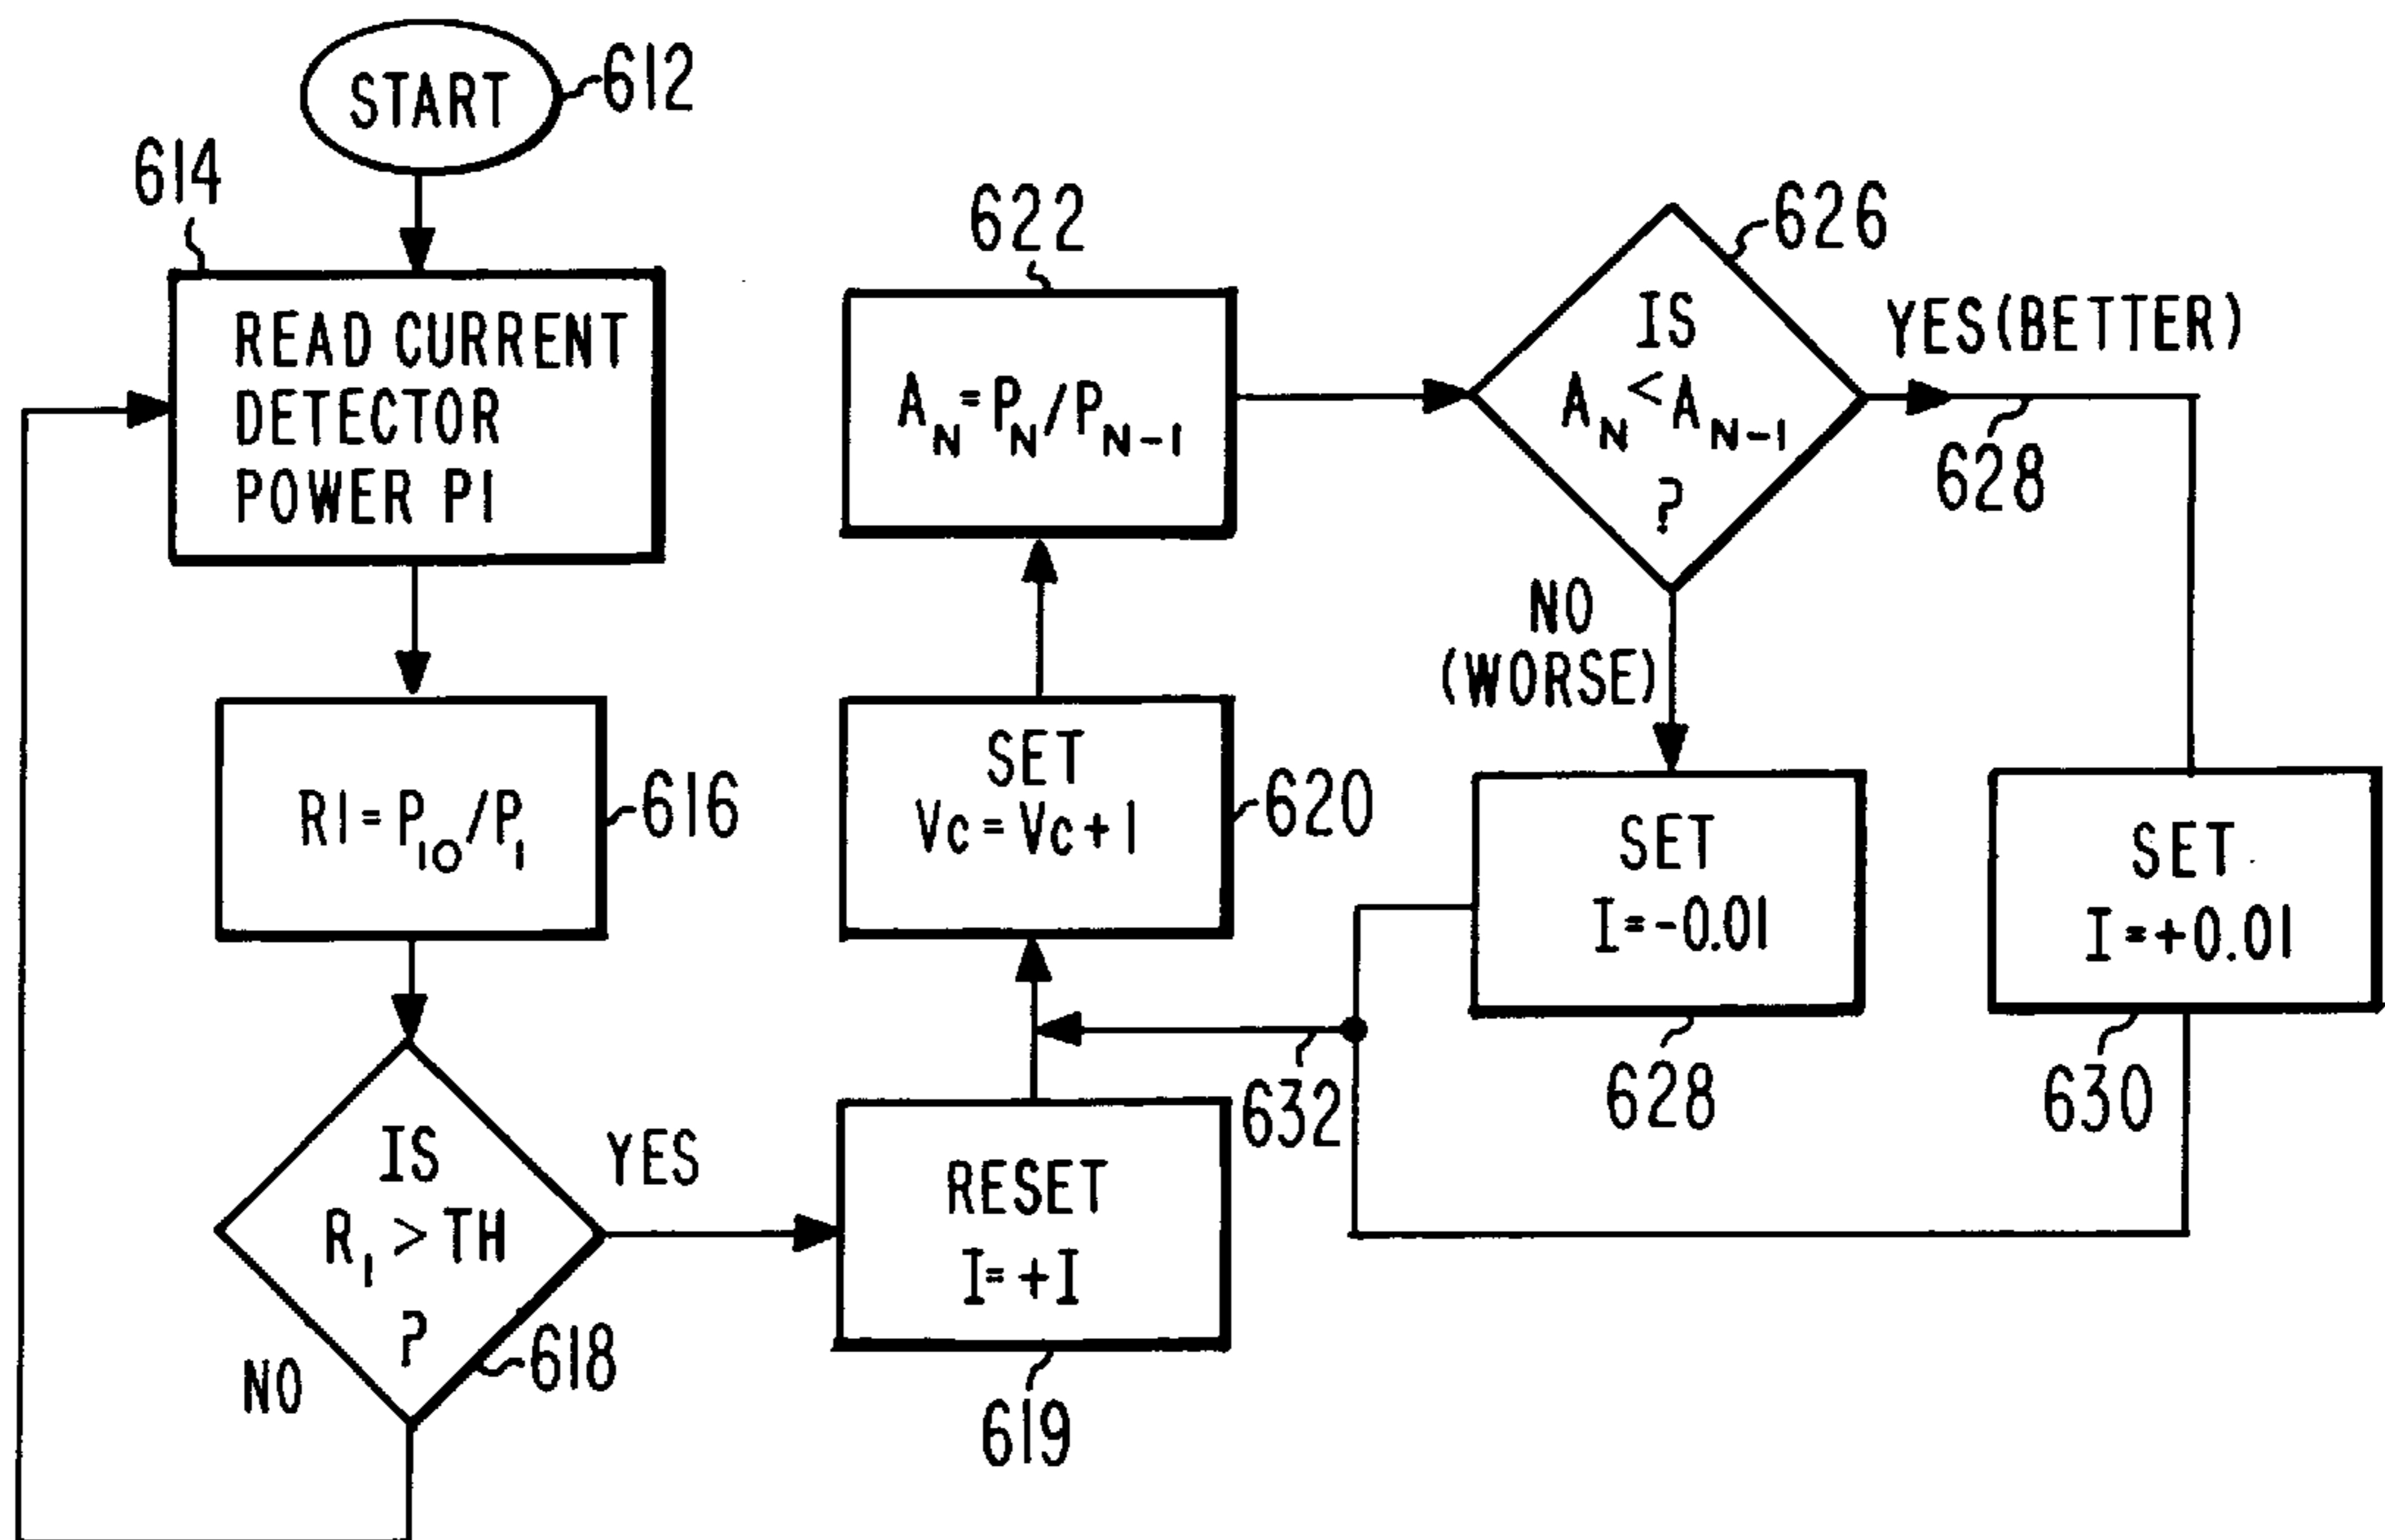 START
612
614
READ CURRENT
DETECTOR
POWER P1
R1=P10/P1
616
IS
R1>TH
?
618
YES
NO
RESET
I=+I
619
SET
Vc=Vc+1
620
622
AN=PN/PN-1
626
IS
AN<AN-1
?
YES(BETTER)
628
NO
(WORSE)
SET
I=-0.01
628
SET
I=+0.01
630
632